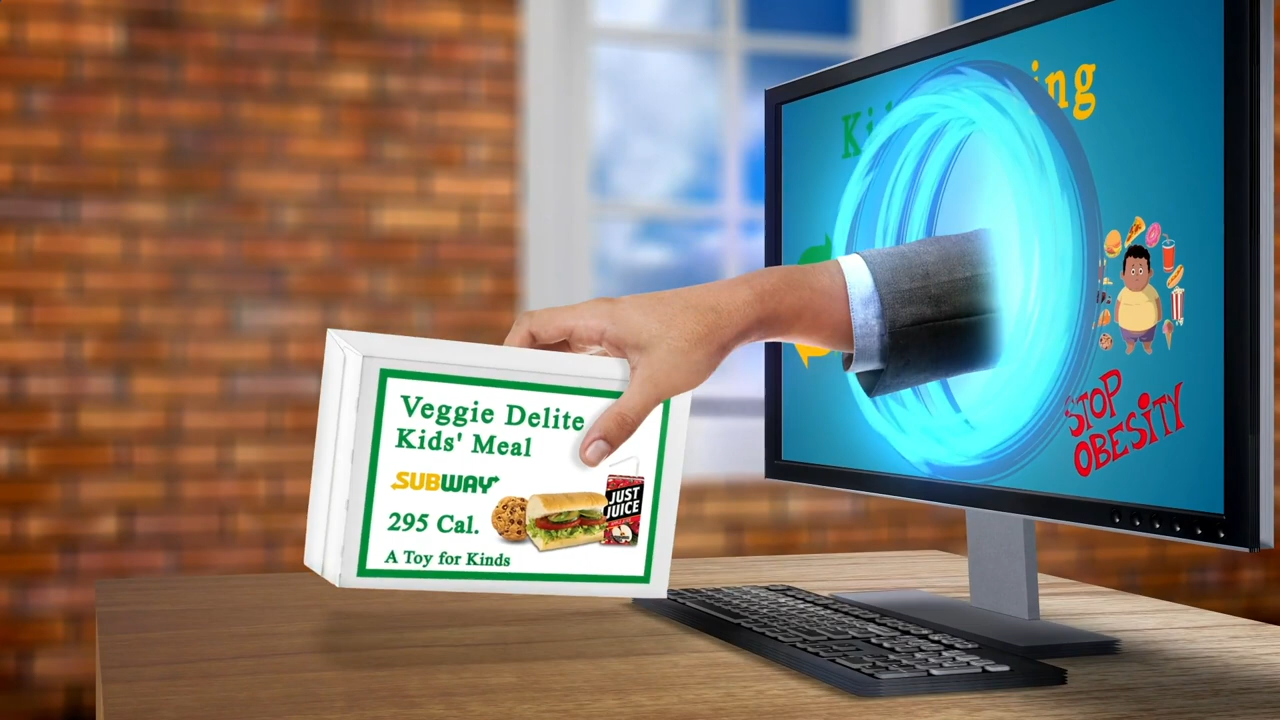 Veggie Delite
Kids' Meal
SUBWAY
295 Cal.
A Toy for Kinds
JUST
JUICE
STOP
OBESITY